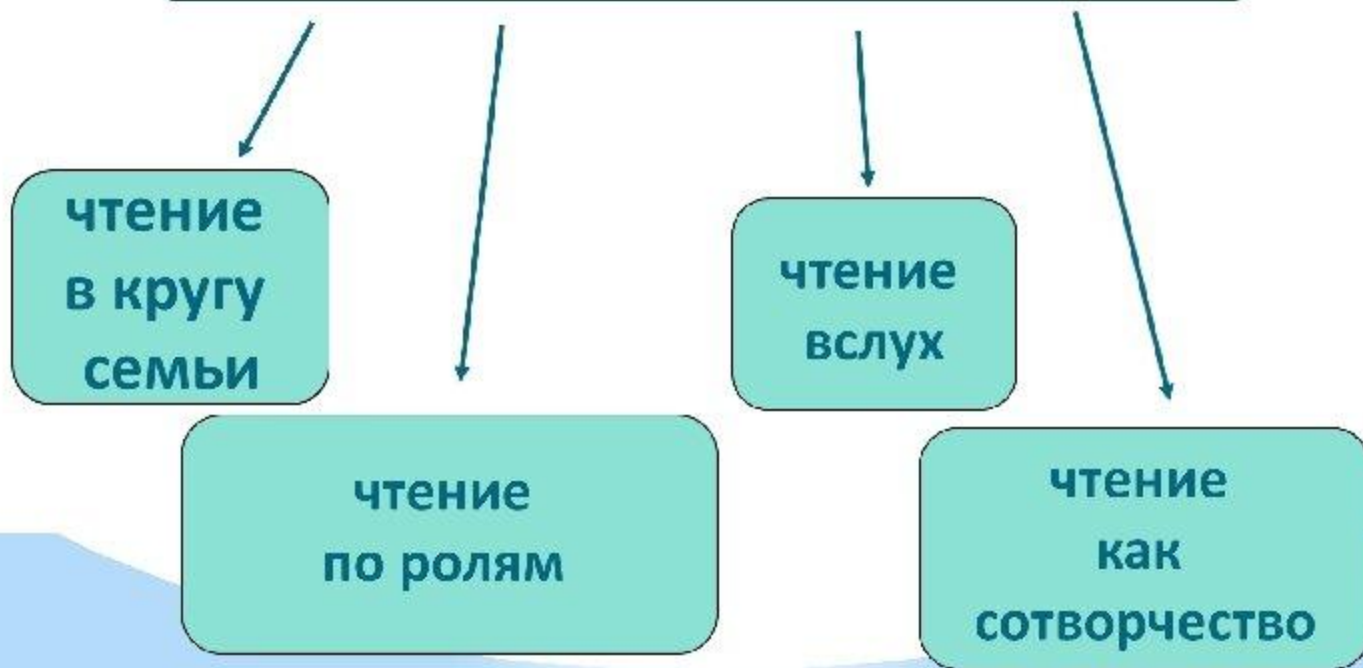 чтение
в кругу
семьи
чтение
по ролям
чтение
вслух
чтение
как
сотворчество